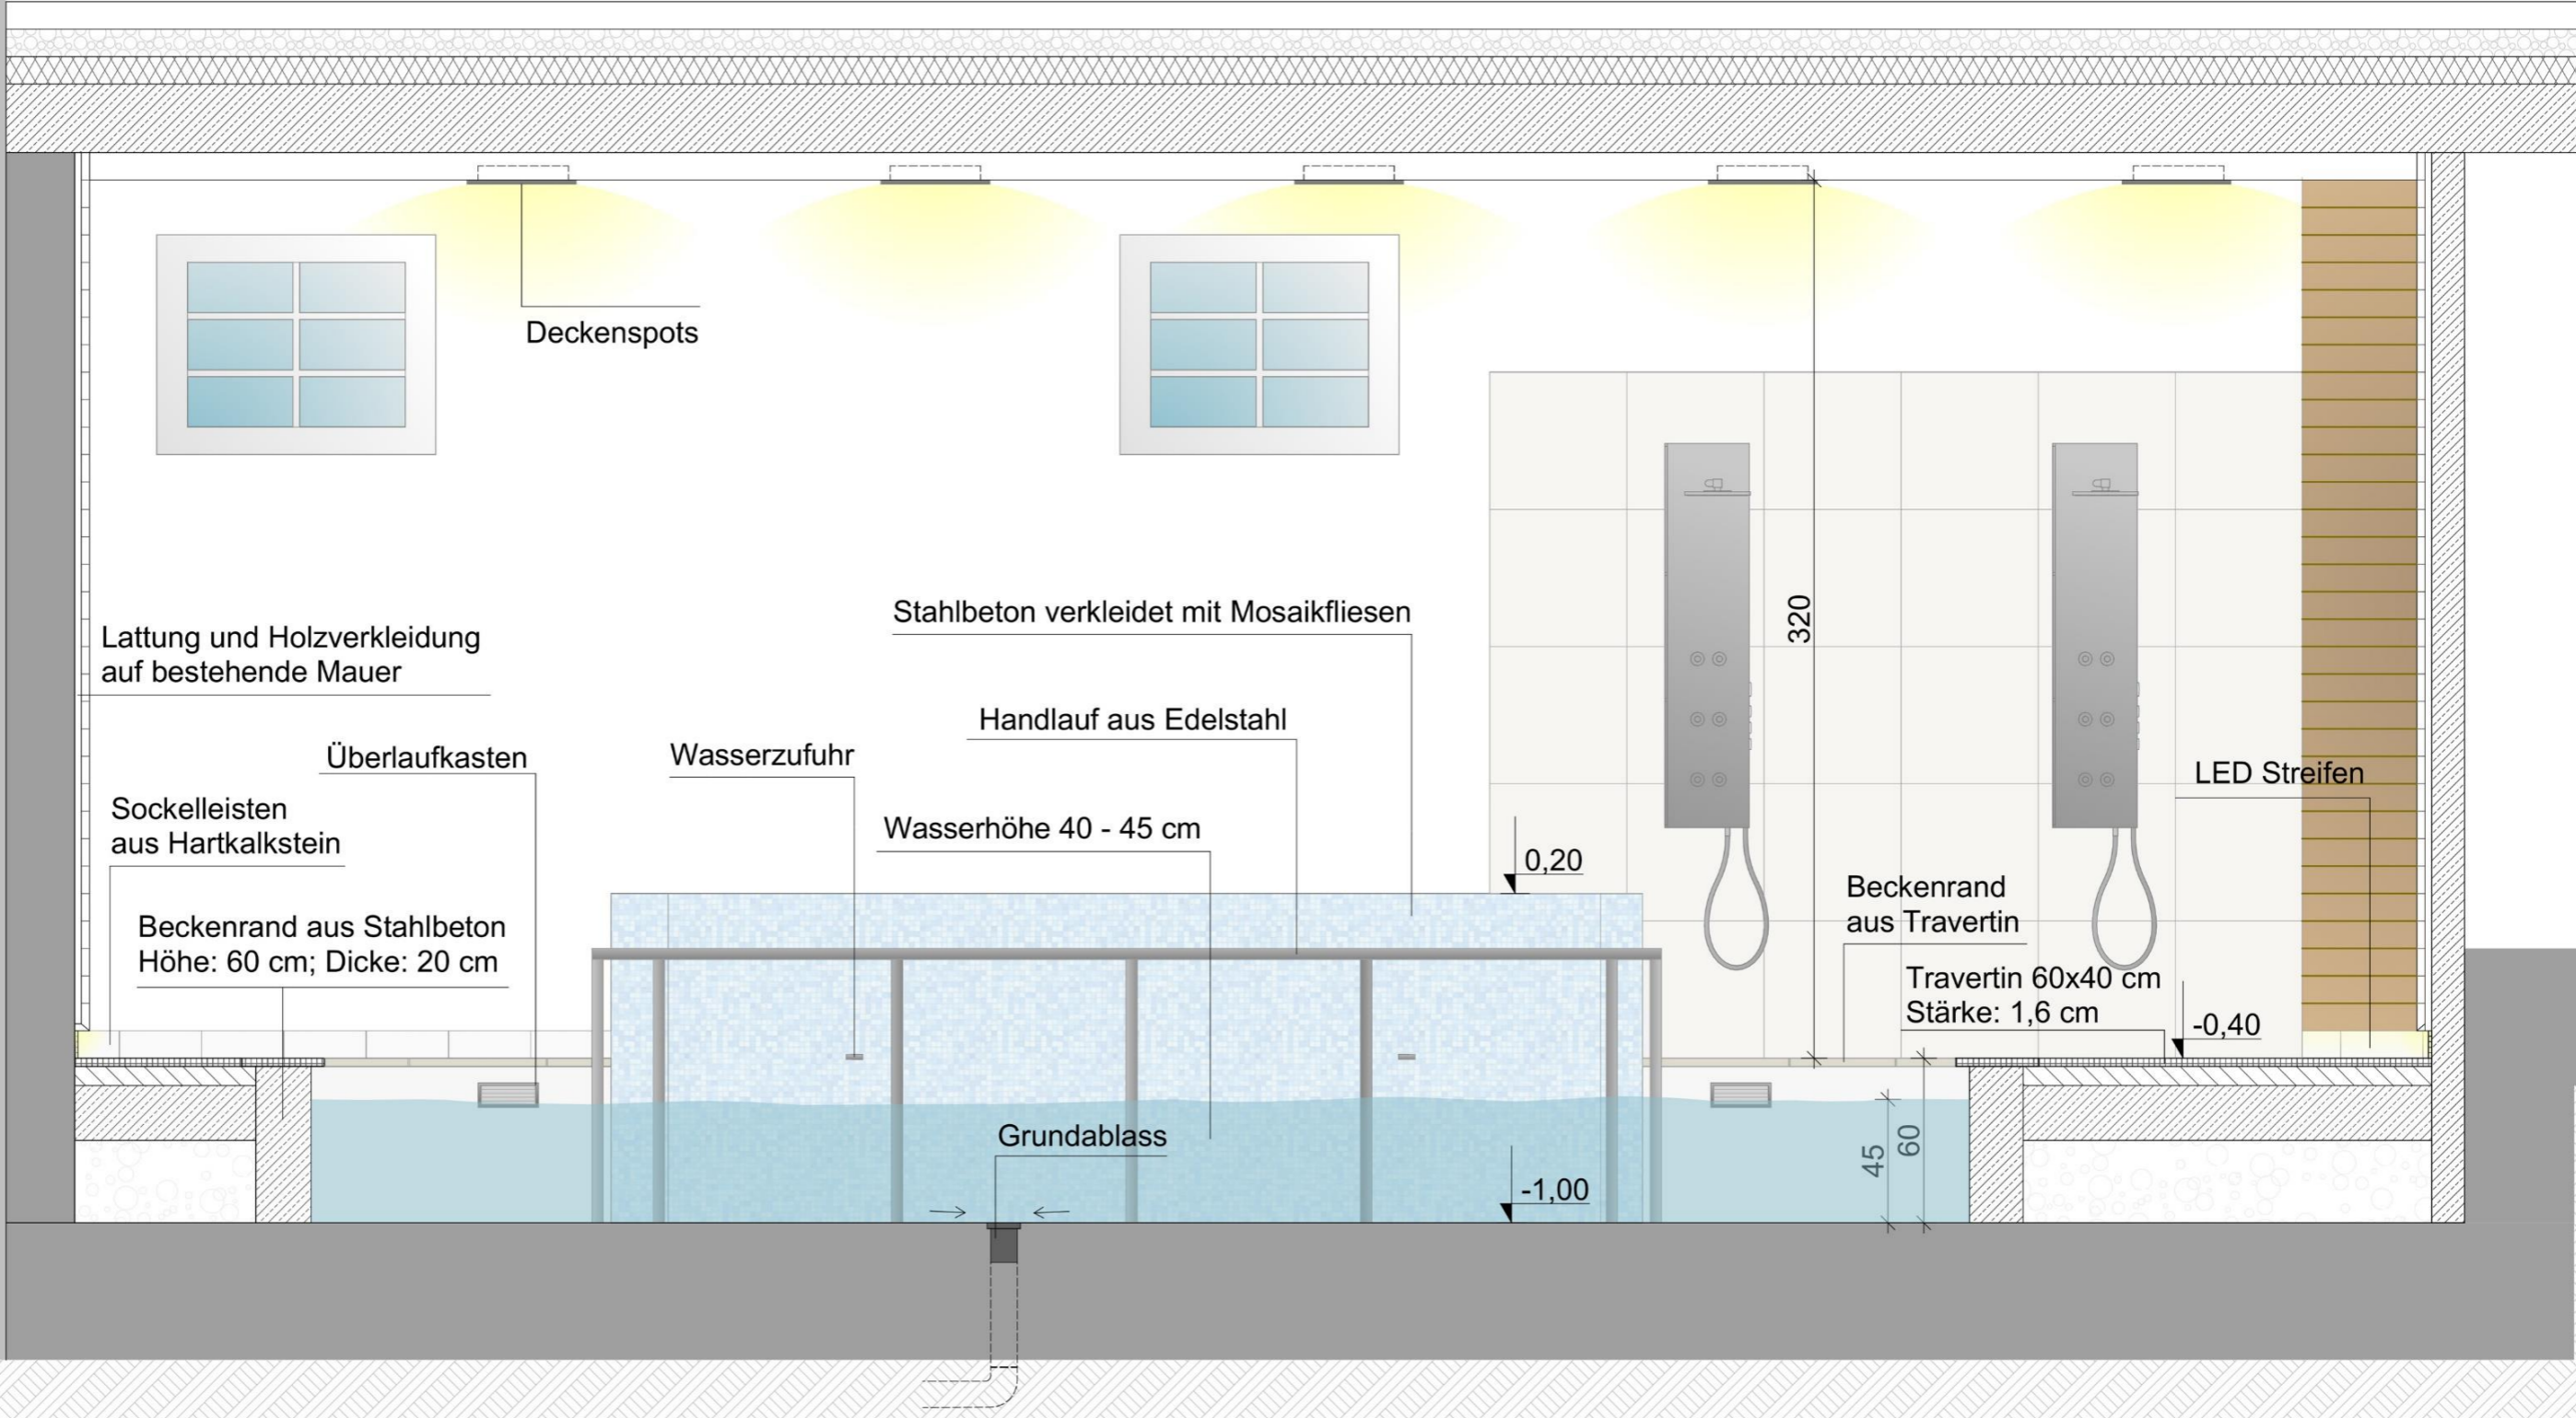 Deckenspots
320
Stahlbeton verkleidet mit Mosaikfliesen
Lattung und Holzverkleidung
auf bestehende Mauer
Handlauf aus Edelstahl
Überlaufkasten
Wasserzufuhr
LED Streifen
Sockelleisten
aus Hartkalkstein
Wasserhöhe 40 - 45 cm
0,20
Beckenrand
aus Travertin
Beckenrand aus Stahlbeton
Höhe: 60 cm; Dicke: 20 cm
Travertin 60x40 cm
Stärke: 1,6 cm
-0,40
Grundablass
45
60
-1,00